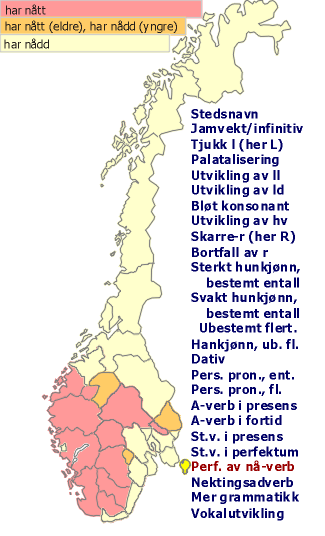 har nått
har nått (eldre), har nådd (yngre)
har nådd
Stedsnavn
Jamvekt/infinitiv
Tjukk l (her L)
Palatalisering
Utvikling av ll
Utvikling av ld
Bløt konsonant
Utvikling av hv
Skarre-r (her R)
Bortfall av r
Sterkt hunkjønn,
bestemt entall
Svakt hunkjønn,
bestemt entall
Ubestemt flert.
Hankjønn, ub. fl.
Dativ
Pers. pron., ent.
Pers. pron., fl.
A-verb i presens
A-verb i fortid
St.v. i presens
St.v. i perfektum
Perf. av nå-verb
Nektingsadverb
Mer grammatikk
Vokalutvikling